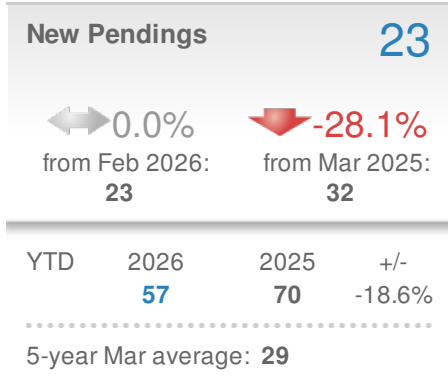 New Pendings 23
0.0% -28.1%
from Feb 2026: from Mar 2025:
23 32
YTD 2026 2025 +/-
57 70 -18.6%
5-year Mar average: 29